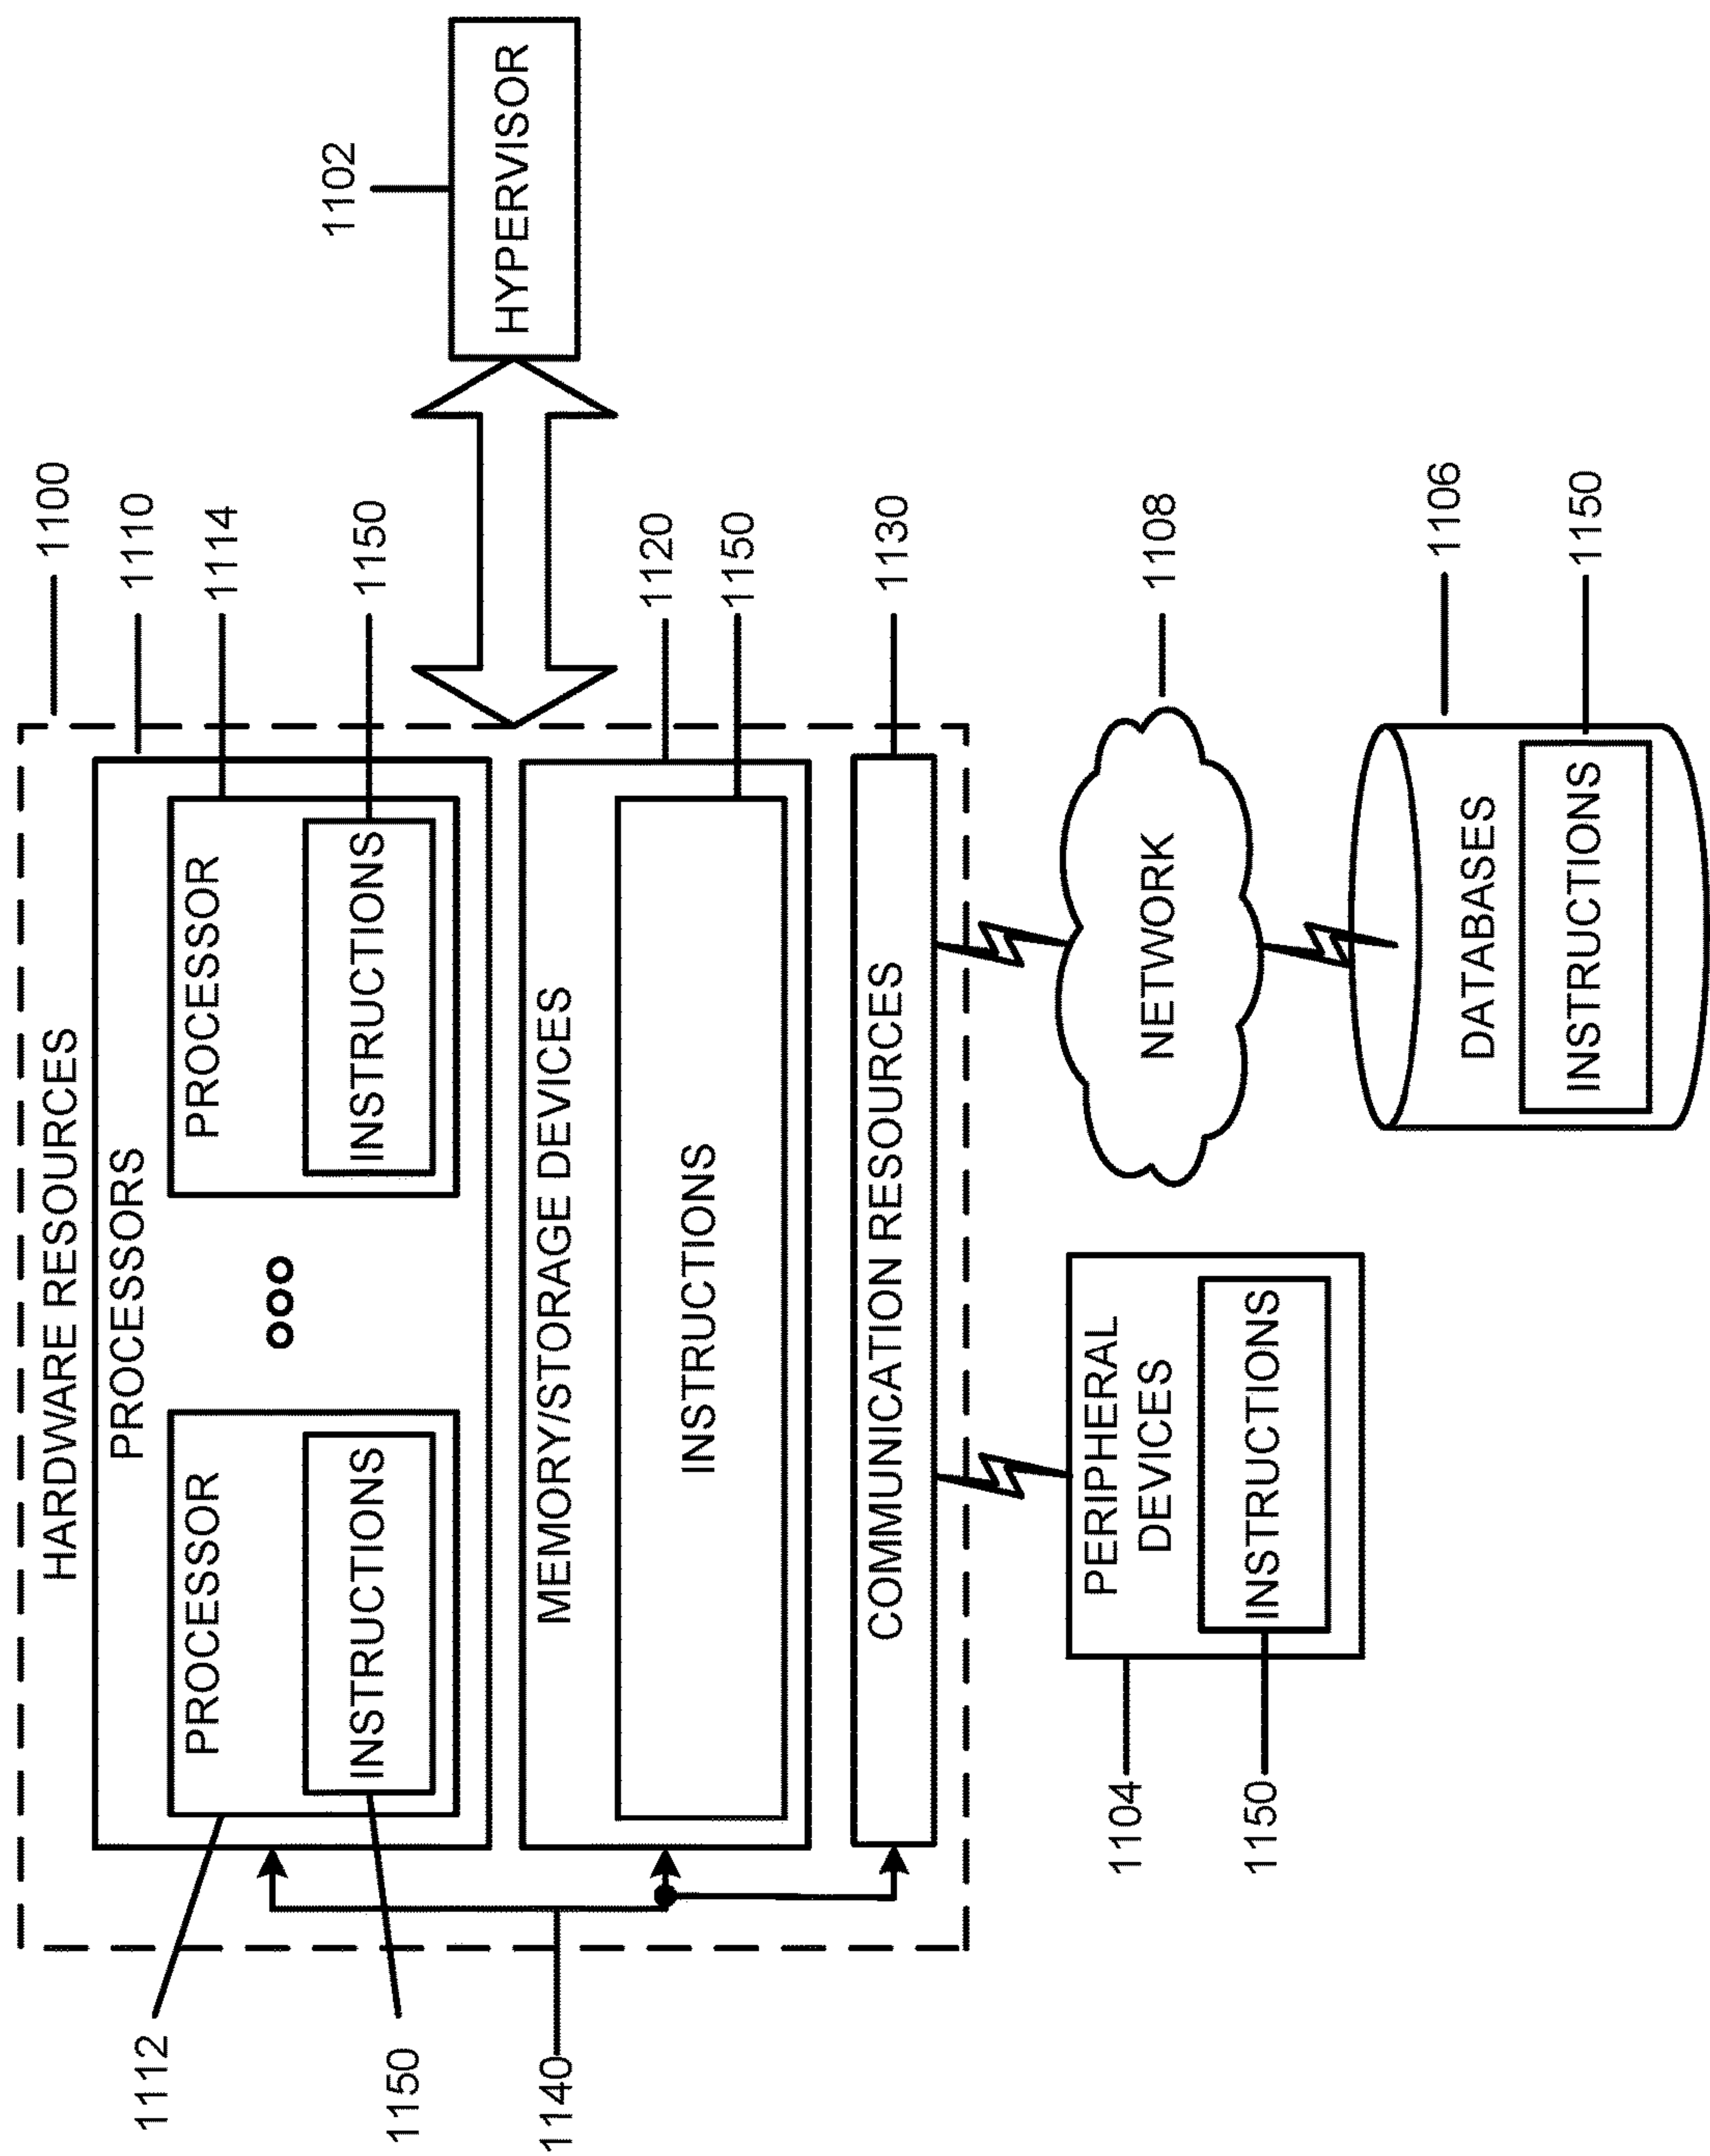 HARDWARE RESOURCES
1100
PROCESSORS
1110
PROCESSOR
PROCESSOR
1114
1112
INSTRUCTIONS
INSTRUCTIONS
1150
1150
1102
HYPERVISOR
1140
MEMORY/STORAGE DEVICES
1120
INSTRUCTIONS
1150
COMMUNICATION RESOURCES
1130
1104
PERIPHERAL
DEVICES
1150
INSTRUCTIONS
NETWORK
1108
DATABASES
1106
INSTRUCTIONS
1150